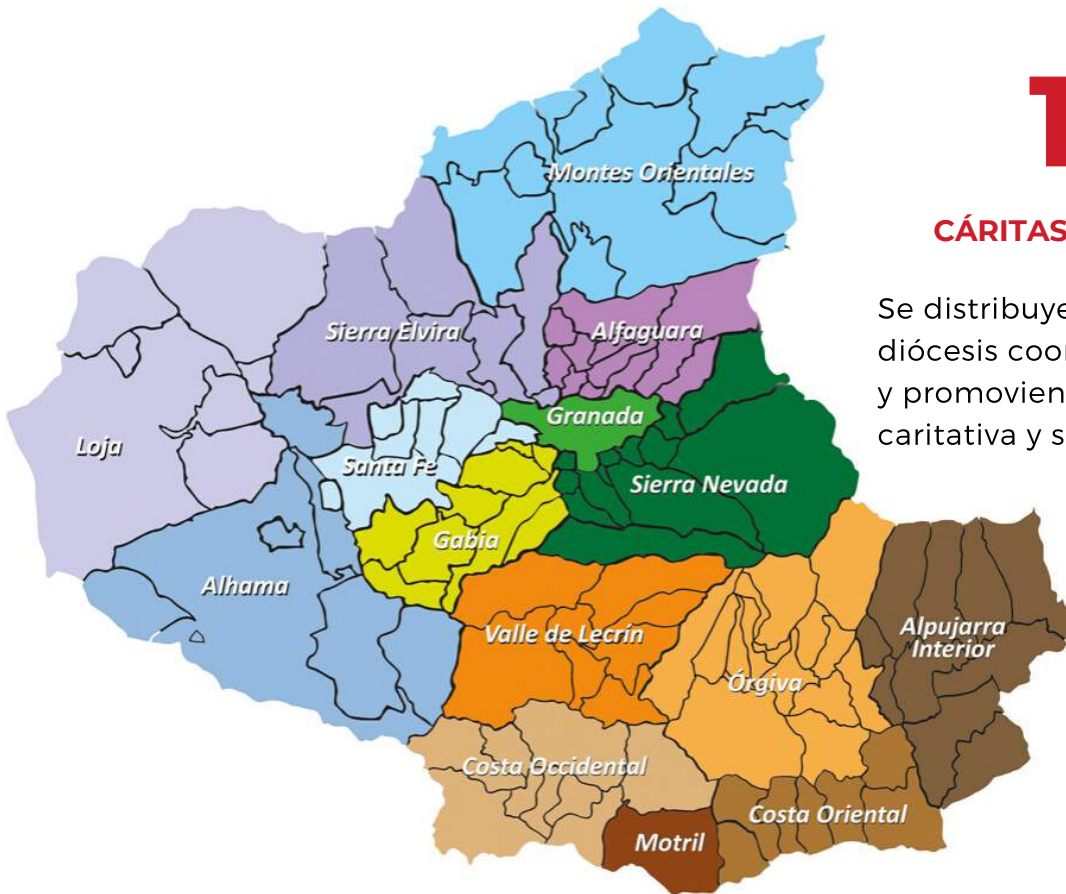 Montes Orientales
CÁRITAS
Se distribuye
diócesis coor
y promovien
caritativa y s
Sierra Elvira
Alfaguara
Granada
Loja
Santa Fe
Sierra Nevada
Gabia
Alhama
Valle de Lecrín
Alpujarra
Interior
Órgiva
Costa Occidental
Costa Oriental
Motril